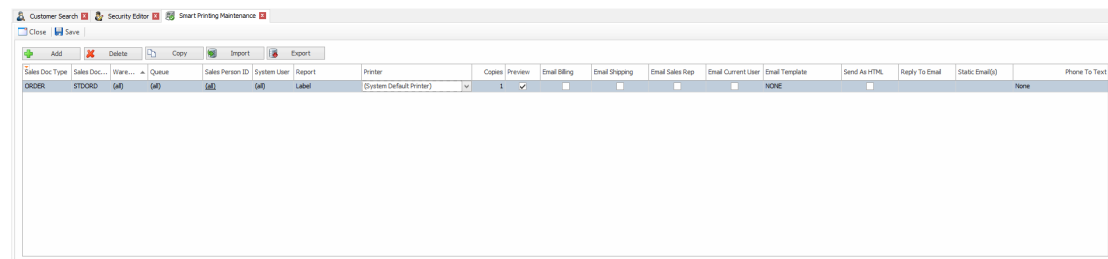 Customer Search Security Editor Smart Printing Maintenance
Close Save
Add Delete Copy Import Export
Sales Doc Type Sales Doc... Ware... Queue Sales Person ID System User Report Printer Copies Preview Email Billing Email Shipping Email Sales Rep Email Current User Email Template Send As HTML Reply To Email Static Email(s) Phone To Text
ORDER STDORD (all) (all) (all) (all) Label (System Default Printer) 1 NONE None